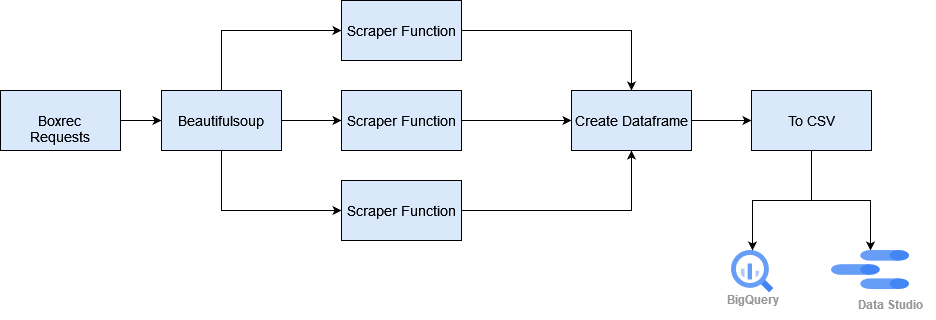 Scraper Function
Boxrec
Requests
Beautifulsoup
Scraper Function
Create Dataframe
To CSV
Scraper Function
BigQuery
Data Studio